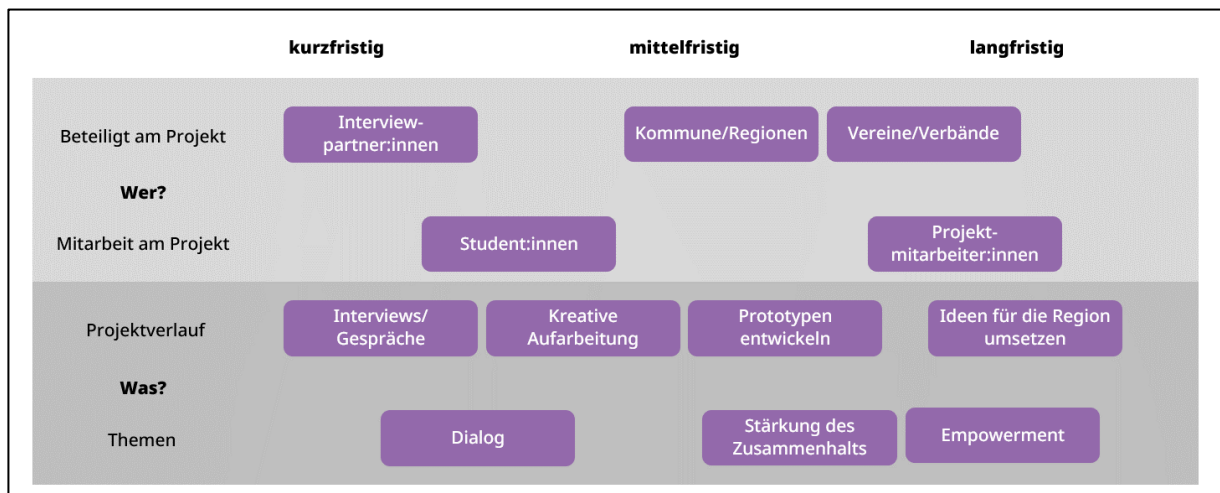 kurzfristig mittelfristig langfristig
Beteiligt am Projekt
Interview-
partner:innen
Kommune/Regionen
Vereine/Verbände
Wer?
Mitarbeit am Projekt
Student:innen
Projekt-
mitarbeiter:innen
Projektverlauf
Interviews/
Gespräche
Kreative
Aufarbeitung
Prototypen
entwickeln
Ideen für die Region
umsetzen
Was?
Themen
Dialog
Stärkung des
Zusammenhalts
Empowerment